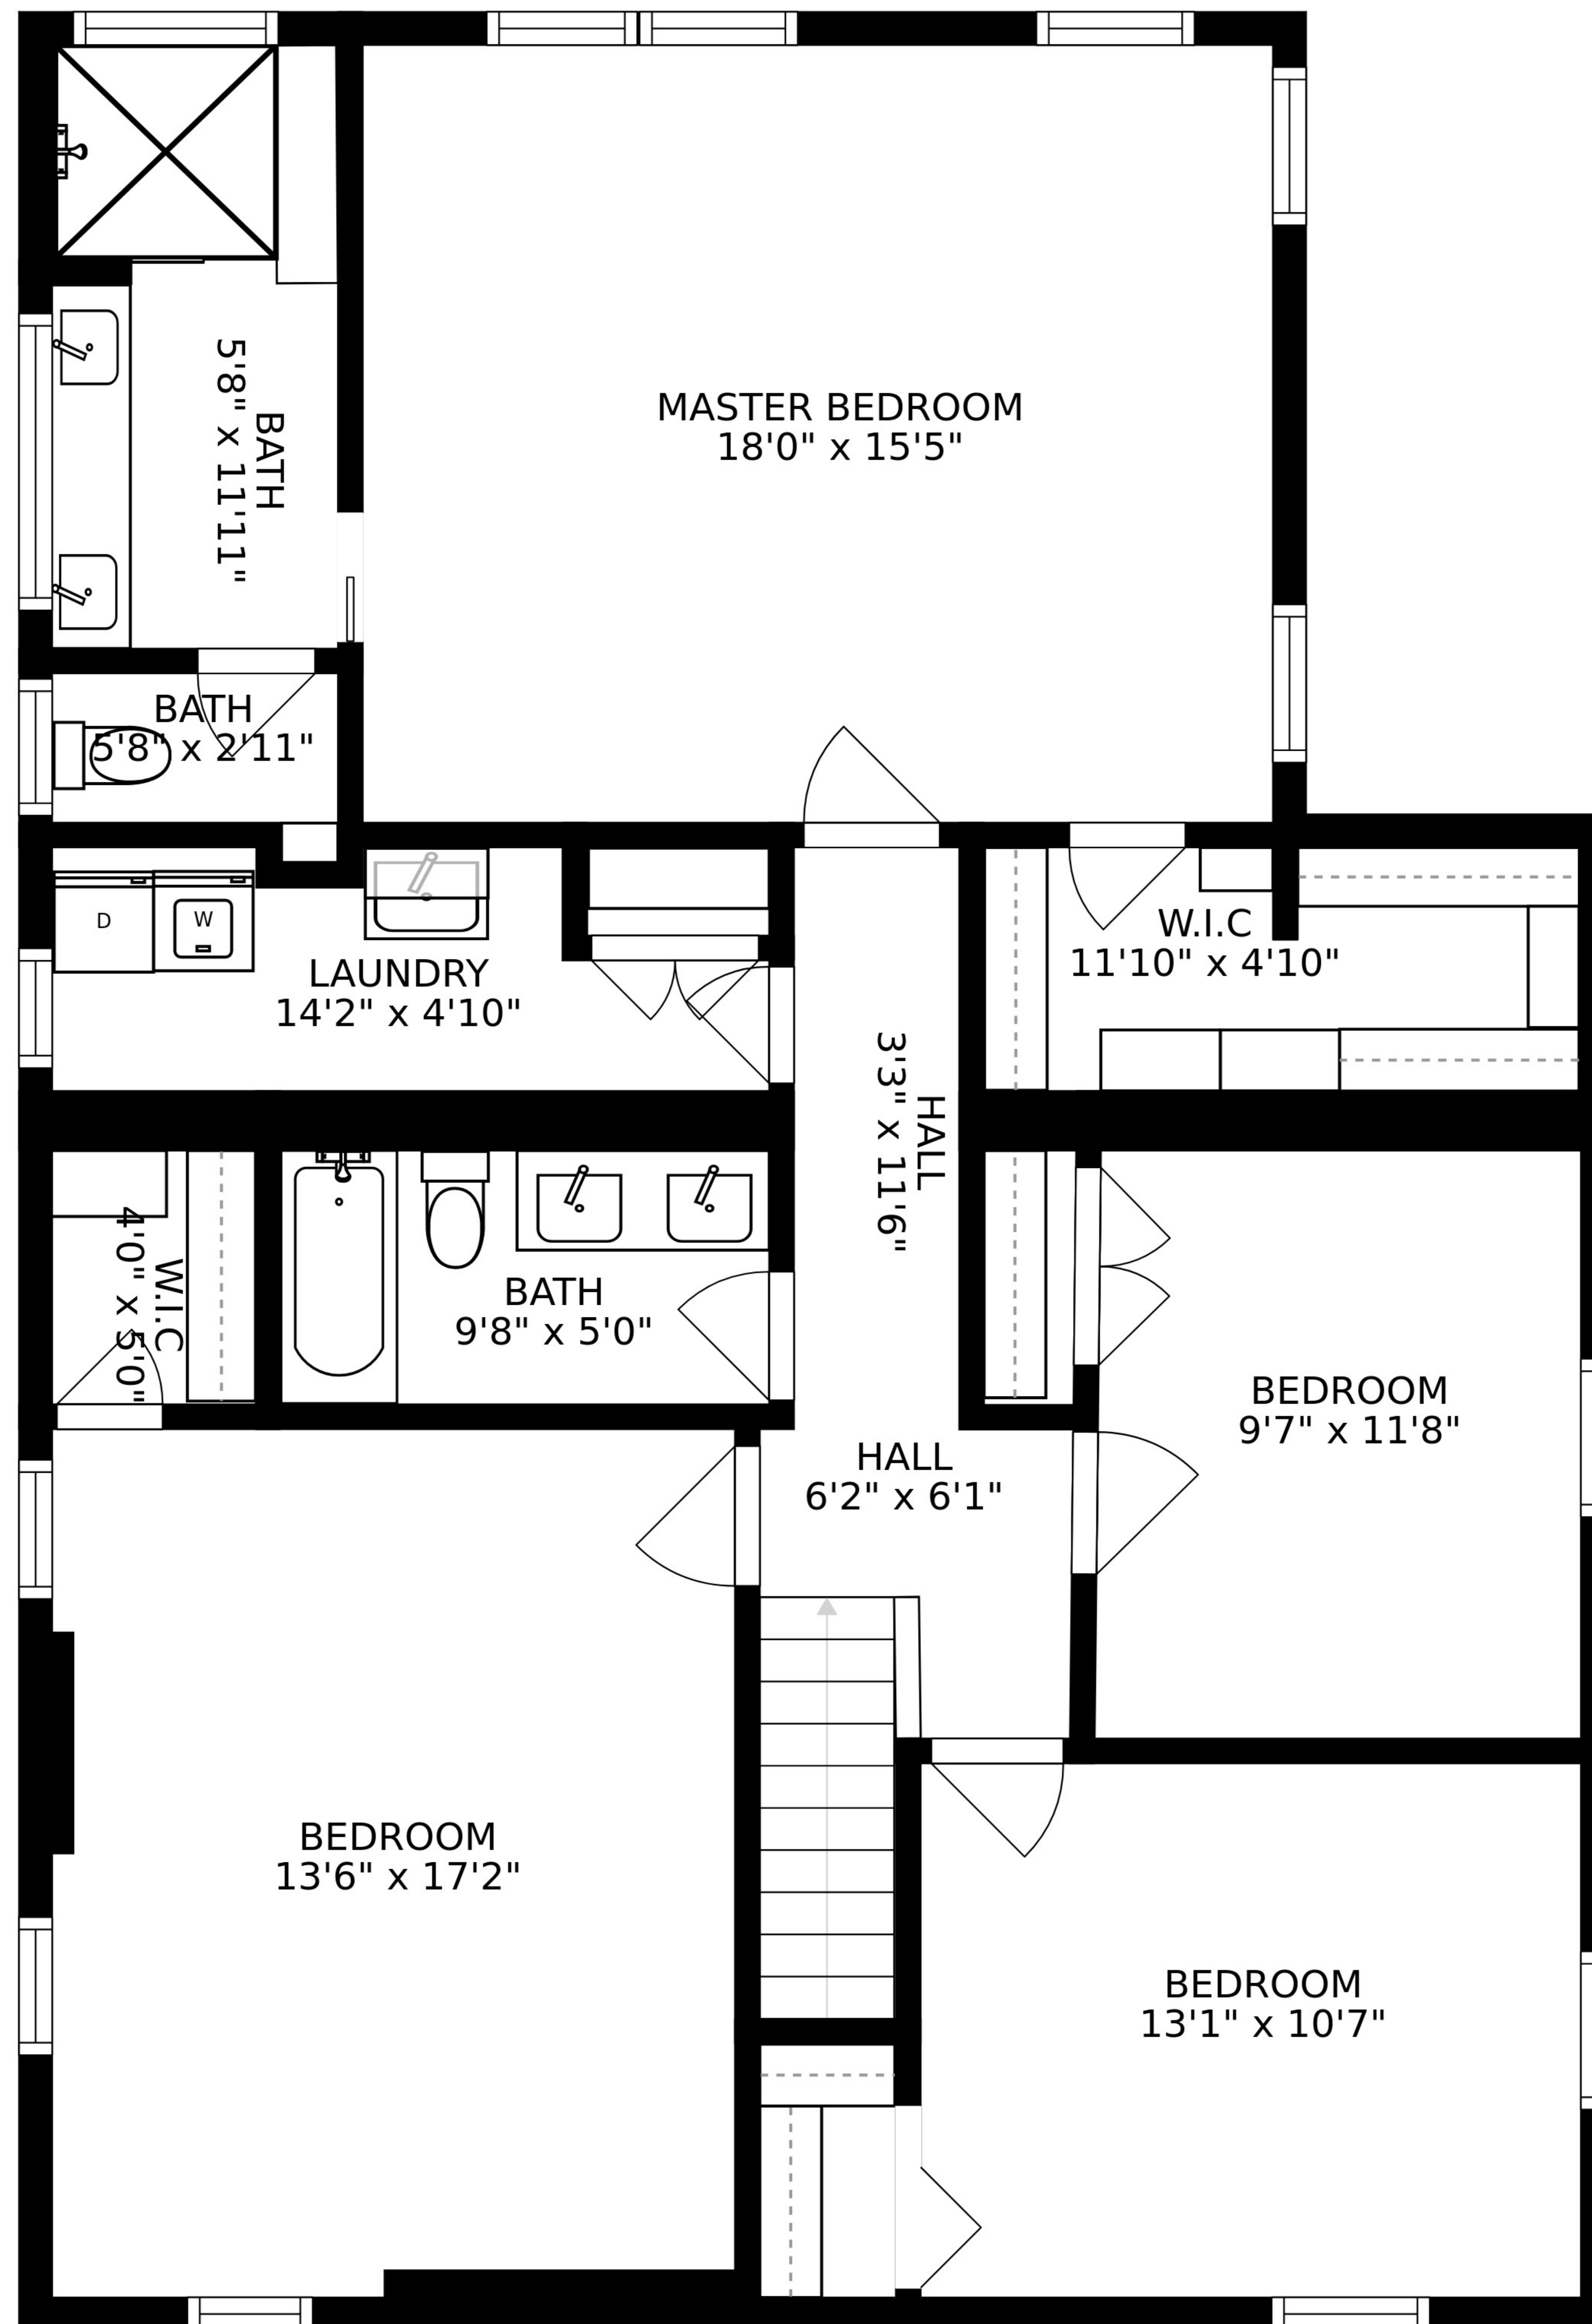 MASTER BEDROOM
18'0" x 15'5"
BATH
5'8" x 11'11"
BATH
5'8" x 2'11"
D
W
LAUNDRY
14'2" x 4'10"
W.I.C
11'10" x 4'10"
HALL
3'3" x 11'6"
W.I.C
4'0" x 5'0"
BATH
9'8" x 5'0"
BEDROOM
9'7" x 11'8"
HALL
6'2" x 6'1"
BEDROOM
13'6" x 17'2"
BEDROOM
13'1" x 10'7"